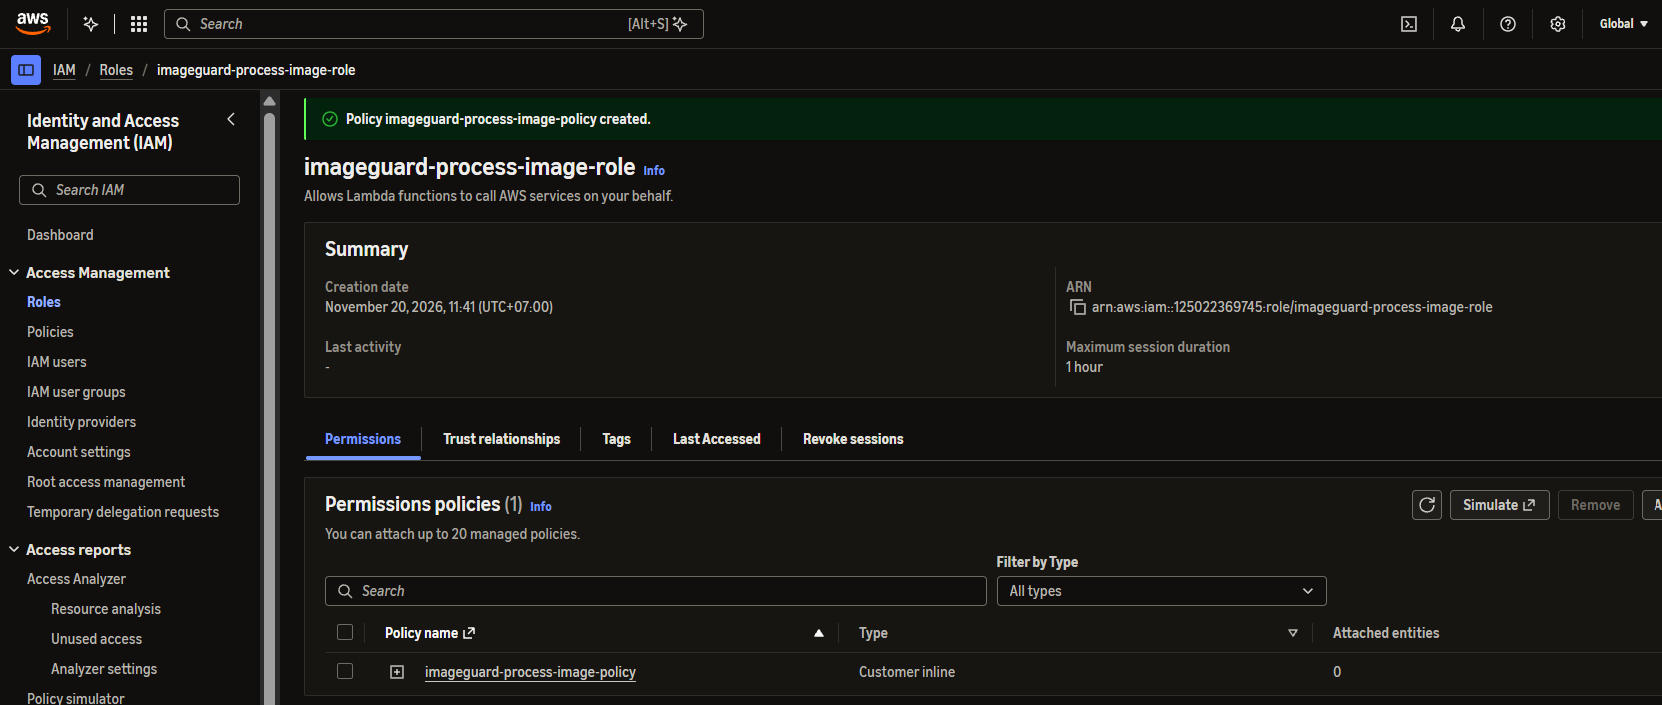 aws
Search [Alt+S]
Global
IAM / Roles / imageguard-process-image-role
Identity and Access
Management (IAM)
Search IAM
Dashboard
Access Management
Roles
Policies
IAM users
IAM user groups
Identity providers
Account settings
Root access management
Temporary delegation requests
Access reports
Access Analyzer
Resource analysis
Unused access
Analyzer settings
Policy simulator
Policy imageguard-process-image-policy created.
imageguard-process-image-role Info
Allows Lambda functions to call AWS services on your behalf.
Summary
Creation date
November 20, 2026, 11:41 (UTC+07:00)
Last activity
-
ARN
arn:aws:iam::125022369745:role/imageguard-process-image-role
Maximum session duration
1 hour
Permissions Trust relationships Tags Last Accessed Revoke sessions
Permissions policies (1) Info
Simulate Remove
You can attach up to 20 managed policies.
Filter by Type
Search All types
Policy name Type Attached entities
imageguard-process-image-policy Customer inline 0